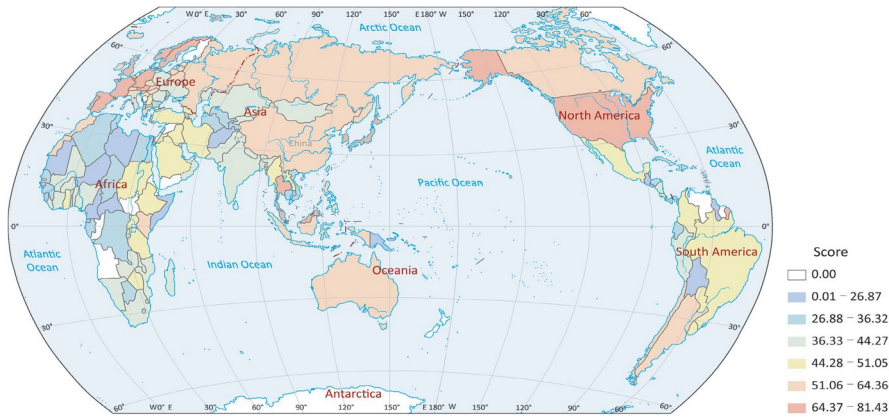 W 0° E 30° 60° 90° 120° 150° E 180° W 150° 120° 90° 60° 30°
Arctic Ocean
60° 60°
Europe
Asia
North America
30° 30°
China
Atlantic
Ocean
Africa
Pacific Ocean
0° 0°
Atlantic
Ocean
Indian Ocean
Oceania
South America
30° 30°
Antarctica
60° W0° E 30° 60° 90° 120° 150° E 180° W 150° 120° 90° 60° 30° 60°
Score
0.00
0.01 – 26.87
26.88 – 36.32
36.33 – 44.27
44.28 – 51.05
51.06 – 64.36
64.37 – 81.43